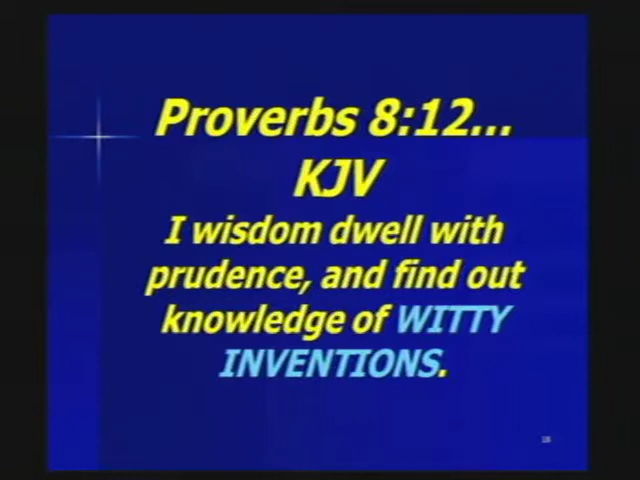 Proverbs 8:12...
KJV
I wisdom dwell with
prudence, and find out
knowledge of WITTY
INVENTIONS.